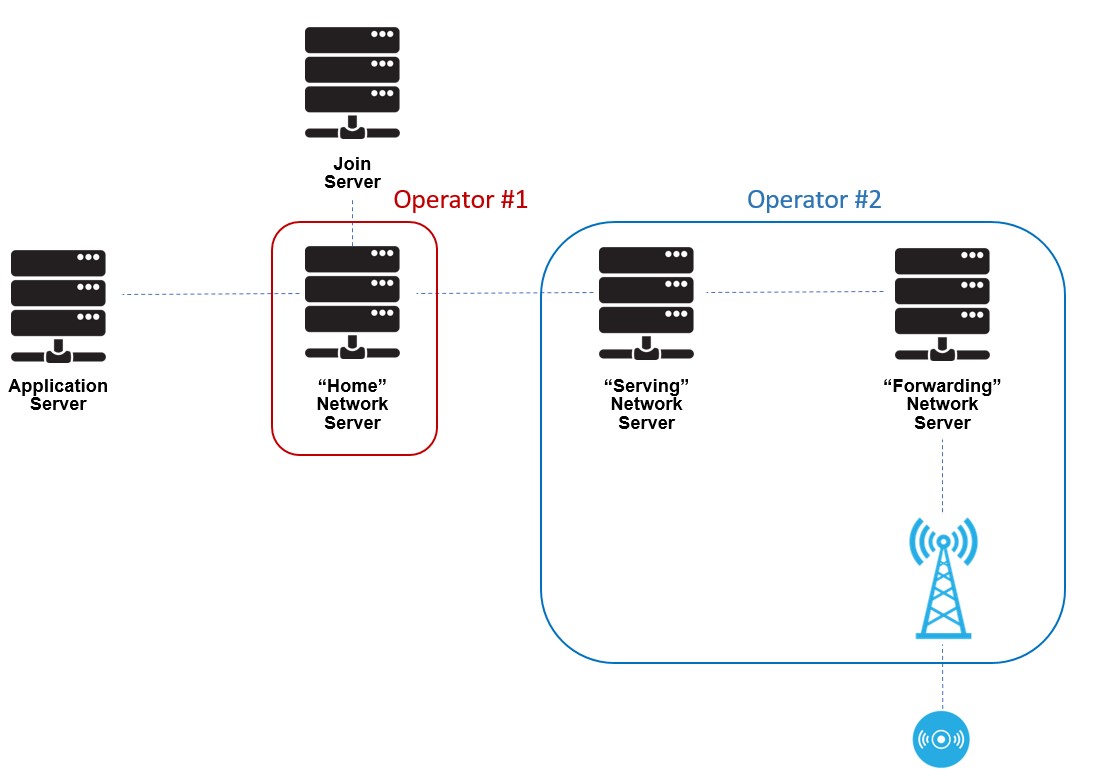 Join
Server
Operator #1
Operator #2
Application
Server
“Home”
Network
Server
“Serving”
Network
Server
“Forwarding”
Network
Server